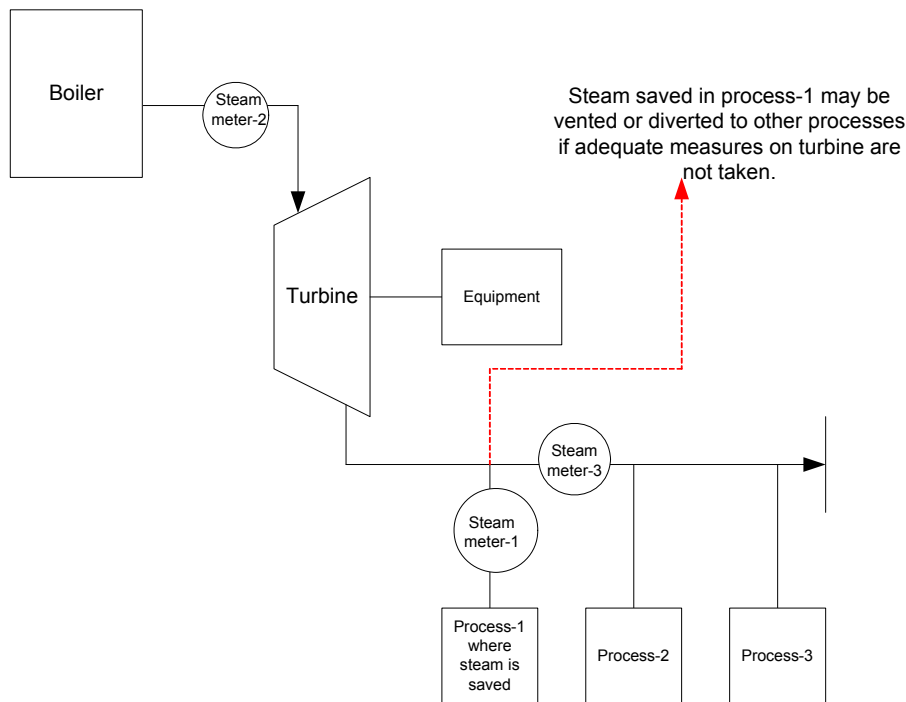 Boiler
Steam
meter-2
Steam saved in process-1 may be
vented or diverted to other processes
if adequate measures on turbine are
not taken.
Turbine
Equipment
Steam
meter-3
Steam
meter-1
Process-1
where
steam is
saved
Process-2
Process-3